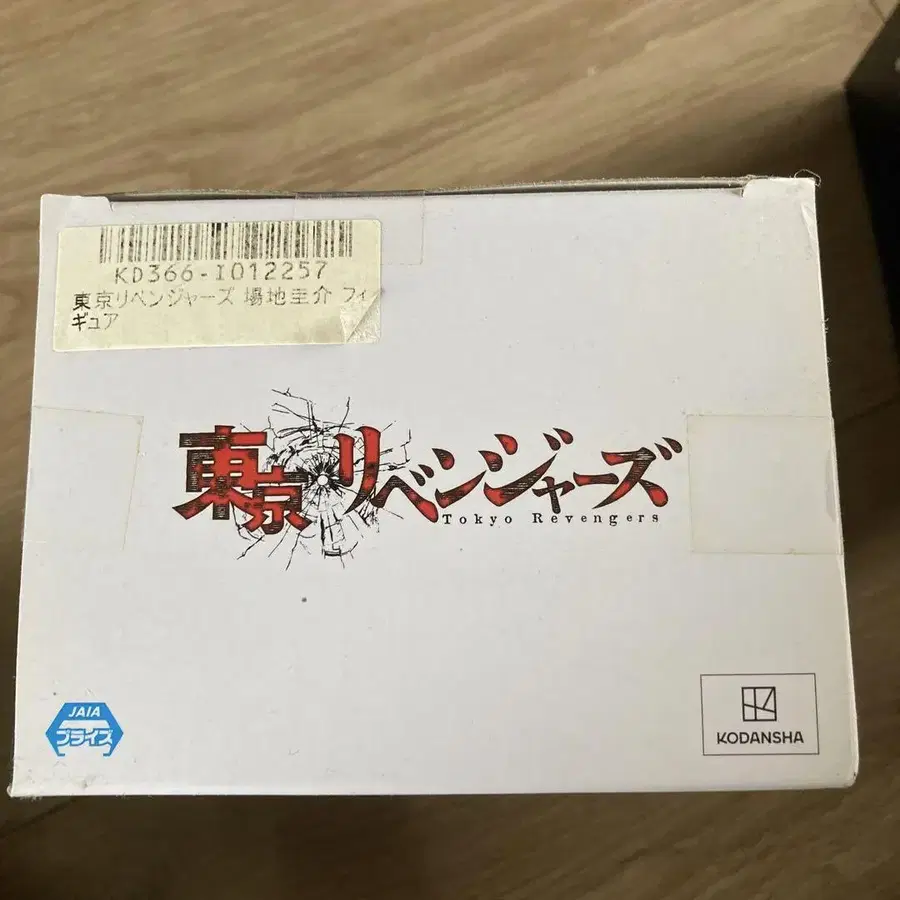 KD366-I012257
東京リベンジャーズ 場地圭介 フィ
ギュア
東京リベンジャーズ
Tokyo Revengers
JAIA
プライズ
KODANSHA